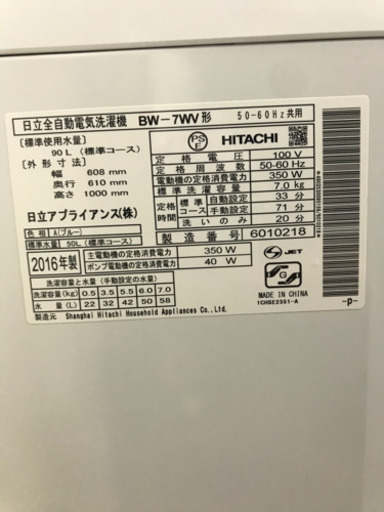 日立全自動電気洗濯機 BW-7WV形 50-60Hz共用
[標準使用水量]
90L (標準コース)
[外形寸法]
幅 608 mm
奥行 610 mm
高さ 1000 mm
日立アプライアンス(株)
PS
E
HITACHI
定格電圧 100 V
定格周波数 50-60 Hz
電動機の定格消費電力 350 W
標準洗濯容量 7.0 kg
定格時間 標準コース 自動設定 33 分
手動設定 71 分
洗いのみ 20 分
製造番号 6010218
色相 A(ブルー)
標準水量 90L (標準コース)
2016年製
主電動機の定格消費電力 350 W
ポンプ電動機の定格消費電力 40 W
洗濯容量と水量 (手動設定の水量)
洗濯容量(kg) 0.5 3.5 5.5 6.0 7.0
水量(L) 22 32 42 50 58
製造元 Shanghai Hitachi Household Appliances Co.,Ltd.
S JET
MADE IN CHINA
1CHSE2351-A
-p-